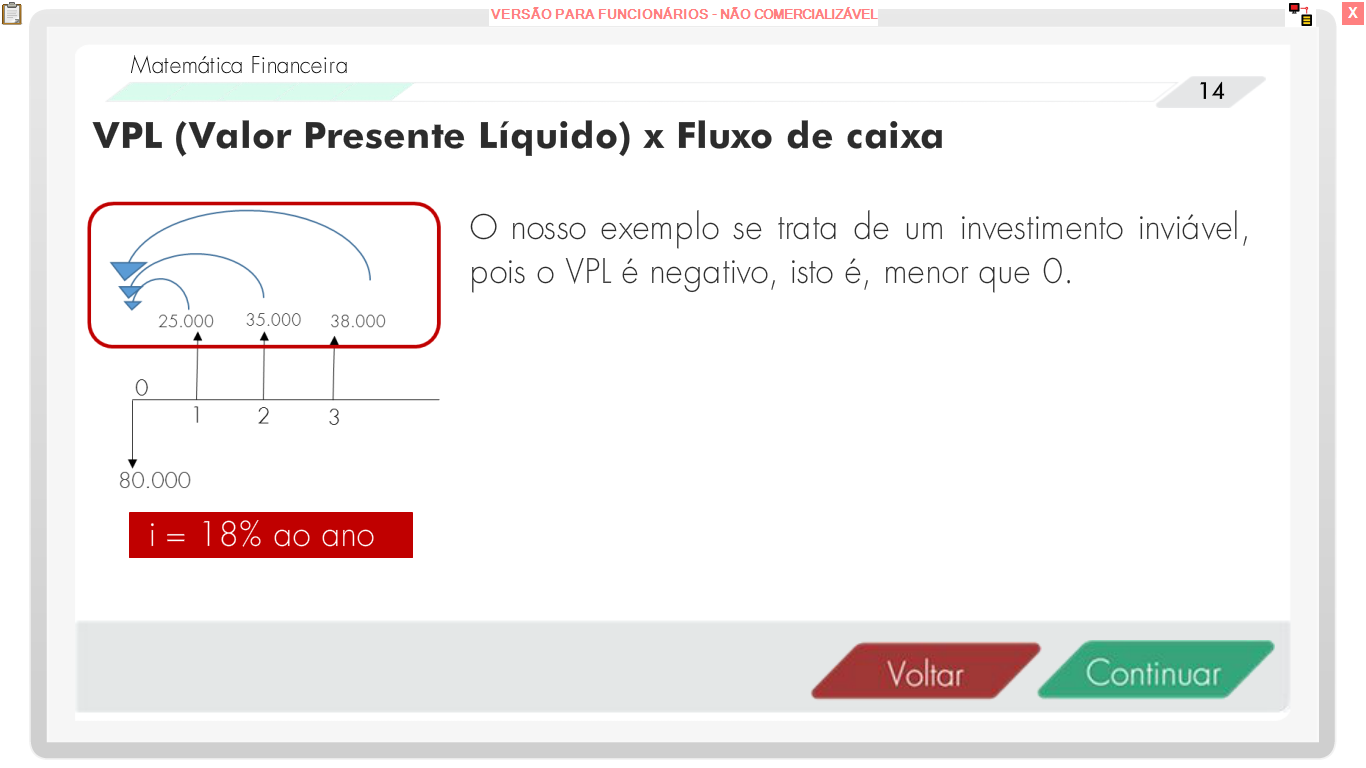 VERSÃO PARA FUNCIONÁRIOS - NÃO COMERCIALIZÁVEL
X
Matemática Financeira
14
VPL (Valor Presente Líquido) x Fluxo de caixa
O nosso exemplo se trata de um investimento inviável,
pois o VPL é negativo, isto é, menor que 0.
25.000 35.000 38.000
0
1 2 3
80.000
i = 18% ao ano
Voltar Continuar